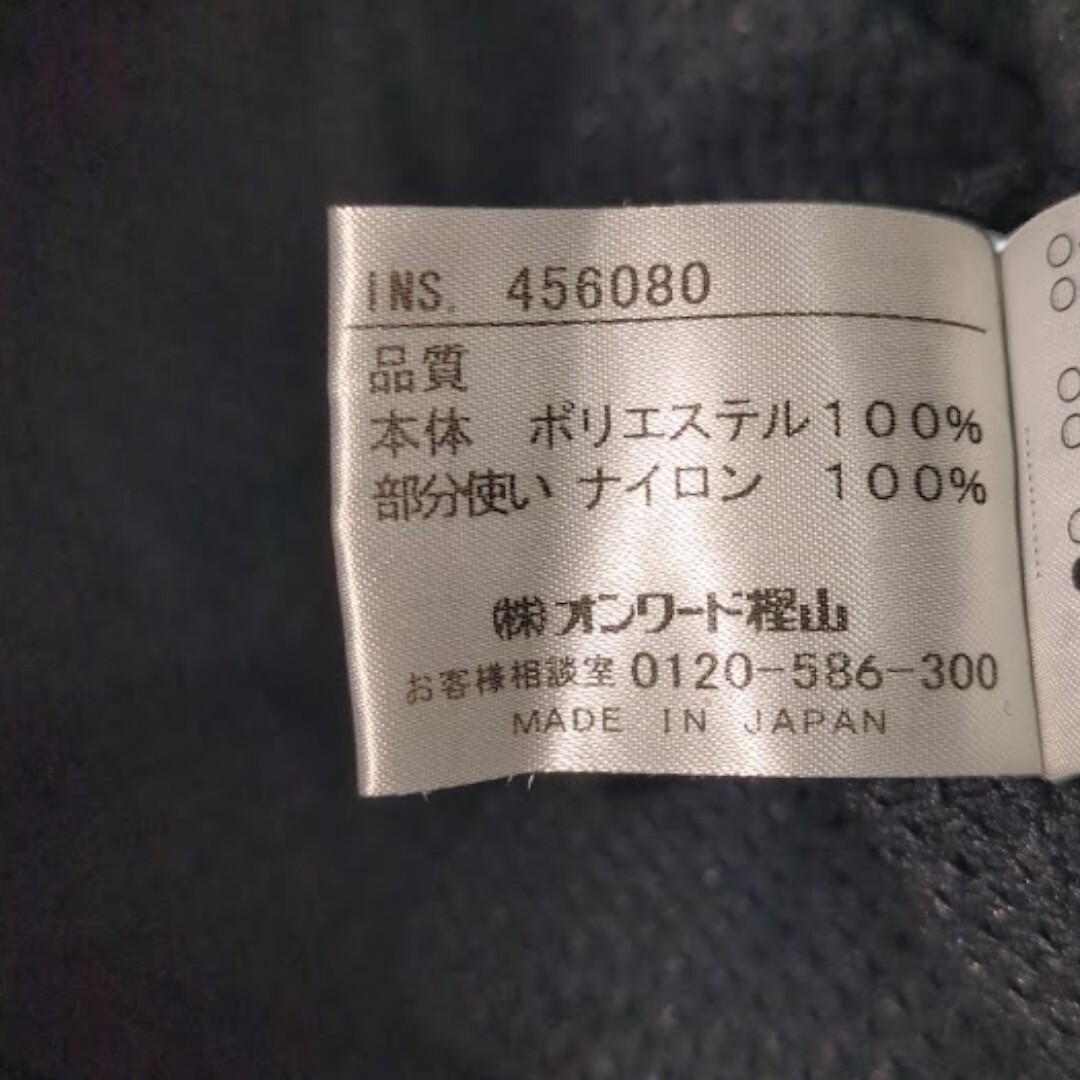 INS. 456080
品質
本体 ポリエステル100%
部分使い ナイロン 100%
㈱オンワード樫山
お客様相談室 0120-586-300
MADE IN JAPAN